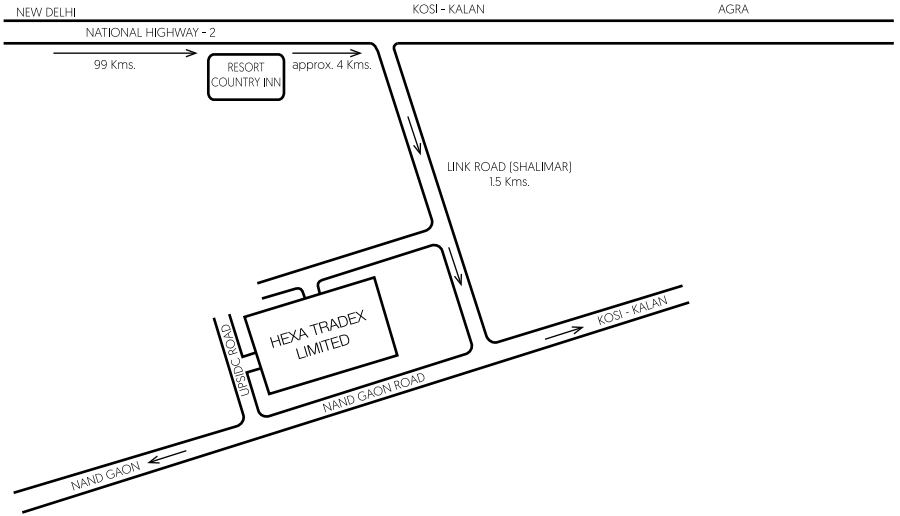 NEW DELHI
KOSI - KALAN
AGRA
NATIONAL HIGHWAY - 2
99 Kms.
RESORT
COUNTRY INN
approx. 4 Kms.
LINK ROAD (SHALIMAR)
1.5 Kms.
HEXA TRADEX
LIMITED
UPSIDC ROAD
KOSI - KALAN
NAND GAON ROAD
NAND GAON